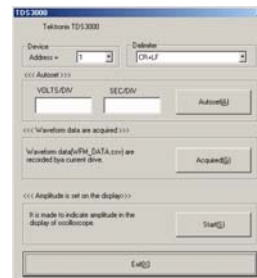 TDS3000
Tektronix TDS3000
Device
Address = 1
Delimiter
CR+LF
<<< Autoset >>>
VOLTS/DIV SEC/DIV
Autoset(A)
<<< Waveform data are acquired >>>
Waveform data(WFM_DATA.csv) are
recorded bya current drive.
Acquired(G)
<<< Amplitude is set on the display>>>
It is made to indicate amplitude in the
display of oscilloscope.
Start(S)
Exit(X)